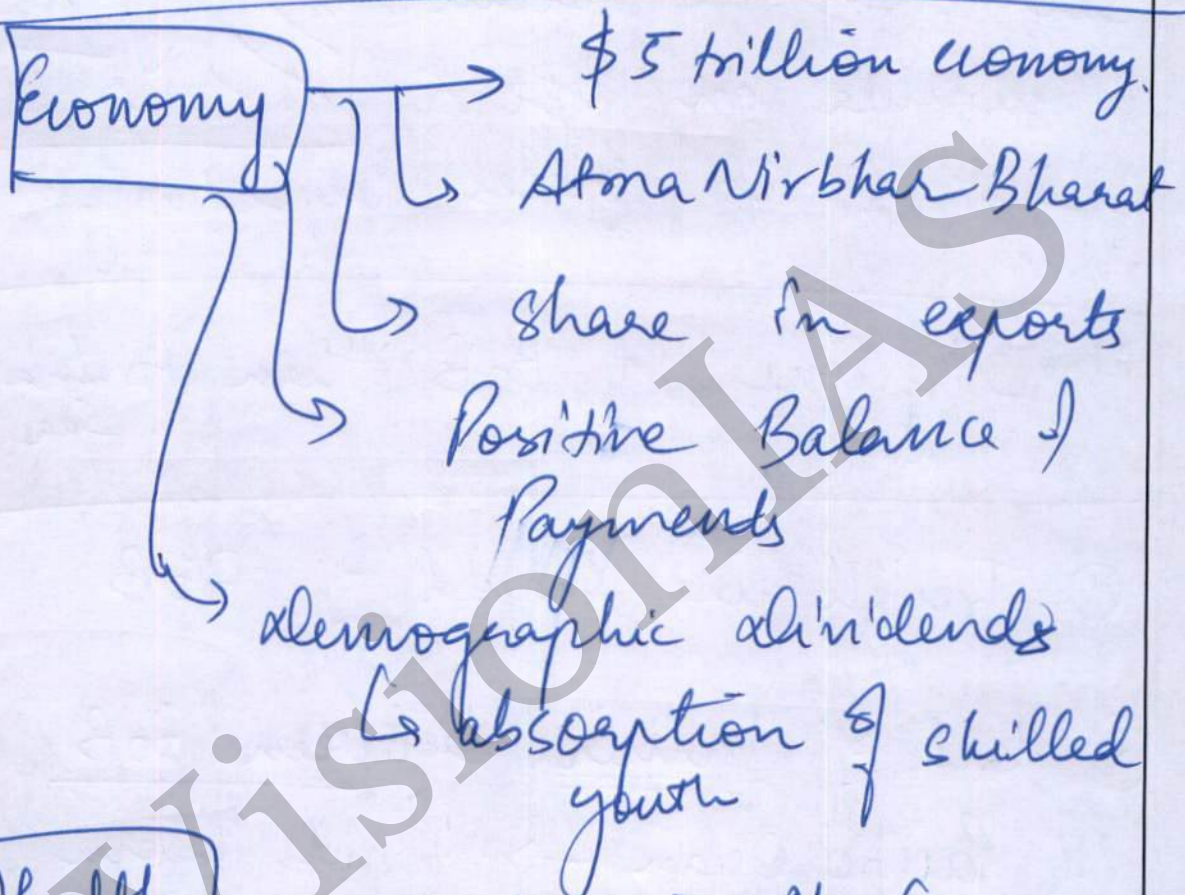 Economy → $5 trillion economy.
↳ Atma Nirbhar Bharat
↳ share in exports
↳ Positive Balance of
Payments
↳ Demographic Dividends
↳ absorption of skilled
youth
VisionIAS